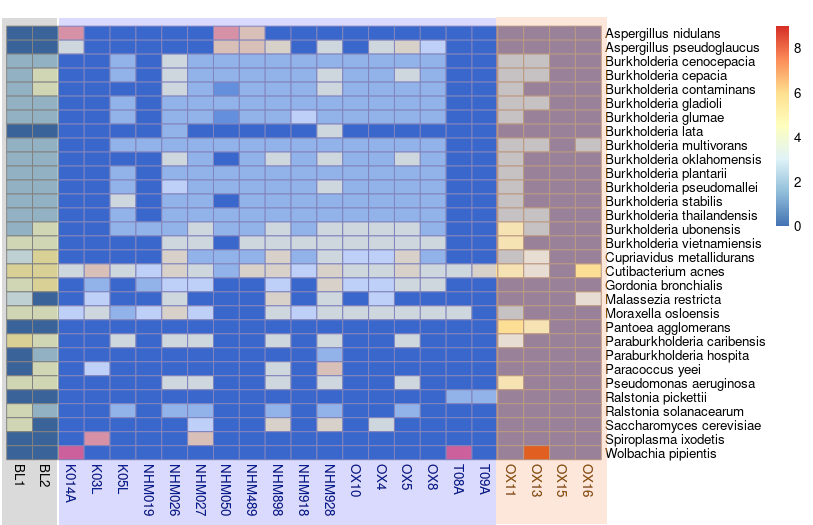 Aspergillus nidulans
Aspergillus pseudoglaucus
Burkholderia cenocepacia
Burkholderia cepacia
Burkholderia contaminans
Burkholderia gladioli
Burkholderia glumae
Burkholderia lata
Burkholderia multivorans
Burkholderia oklahomensis
Burkholderia plantarii
Burkholderia pseudomallei
Burkholderia stabilis
Burkholderia thailandensis
Burkholderia ubonensis
Burkholderia vietnamiensis
Cupriavidus metallidurans
Cutibacterium acnes
Gordonia bronchialis
Malassezia restricta
Moraxella osloensis
Pantoea agglomerans
Paraburkholderia caribensis
Paraburkholderia hospita
Paracoccus yeei
Pseudomonas aeruginosa
Ralstonia pickettii
Ralstonia solanacearum
Saccharomyces cerevisiae
Spiroplasma ixodetis
Wolbachia pipientis
8
6
4
2
0
BL1
BL2
K014A
K03L
K05L
NHM019
NHM026
NHM027
NHM050
NHM489
NHM898
NHM918
NHM928
OX10
OX4
OX5
OX8
T08A
T09A
OX11
OX13
OX15
OX16